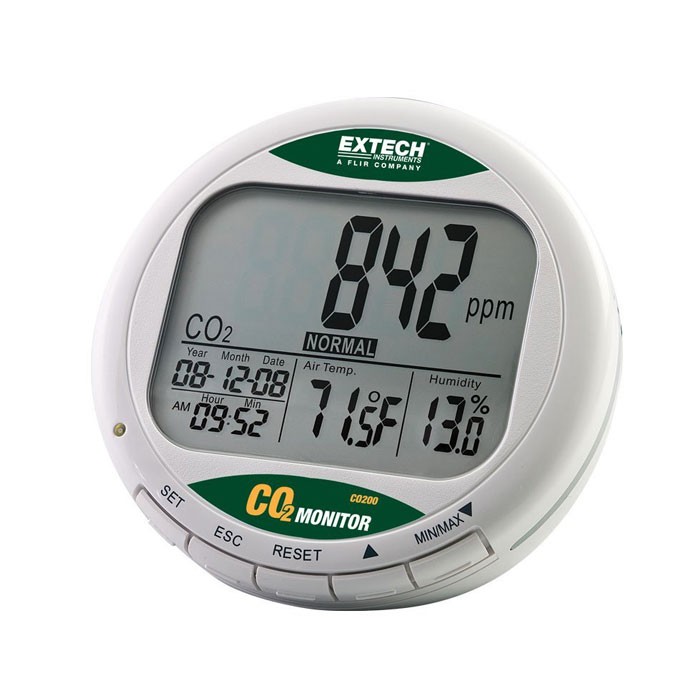 EXTECH®
INSTRUMENTS
A FLIR COMPANY
842 ppm
CO2
NORMAL
Year Month Date
08-12-08
Hour Min
AM 09:52
Air Temp.
71.5°F
Humidity
13.0%
CO200
CO2 MONITOR
SET
ESC
RESET
▲
MIN/MAX▼